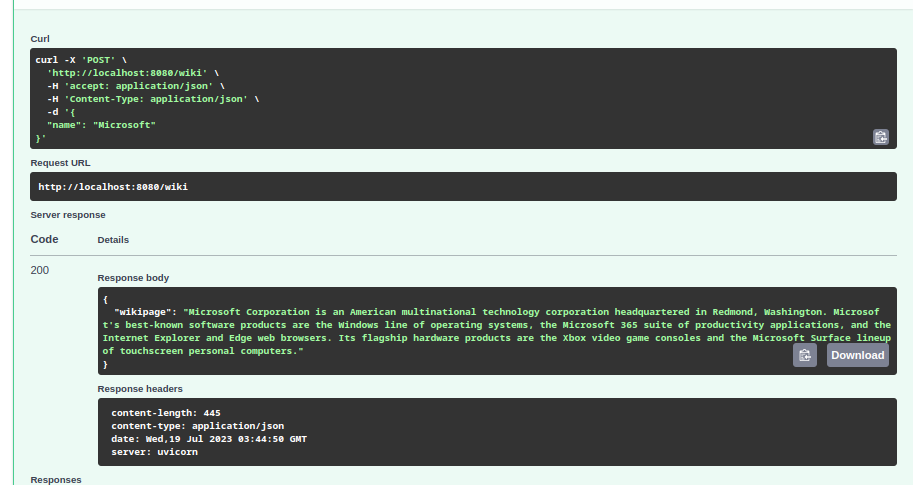 Curl
curl -X 'POST' \
'http://localhost:8080/wiki' \
-H 'accept: application/json' \
-H 'Content-Type: application/json' \
-d '{
"name": "Microsoft"
}'
Request URL
http://localhost:8080/wiki
Server response
Code Details
200
Response body
{
"wikipage": "Microsoft Corporation is an American multinational technology corporation headquartered in Redmond, Washington. Microsof
t's best-known software products are the Windows line of operating systems, the Microsoft 365 suite of productivity applications, and the
Internet Explorer and Edge web browsers. Its flagship hardware products are the Xbox video game consoles and the Microsoft Surface lineup
of touchscreen personal computers."
}
Download
Response headers
content-length: 445
content-type: application/json
date: Wed,19 Jul 2023 03:44:50 GMT
server: uvicorn
Responses